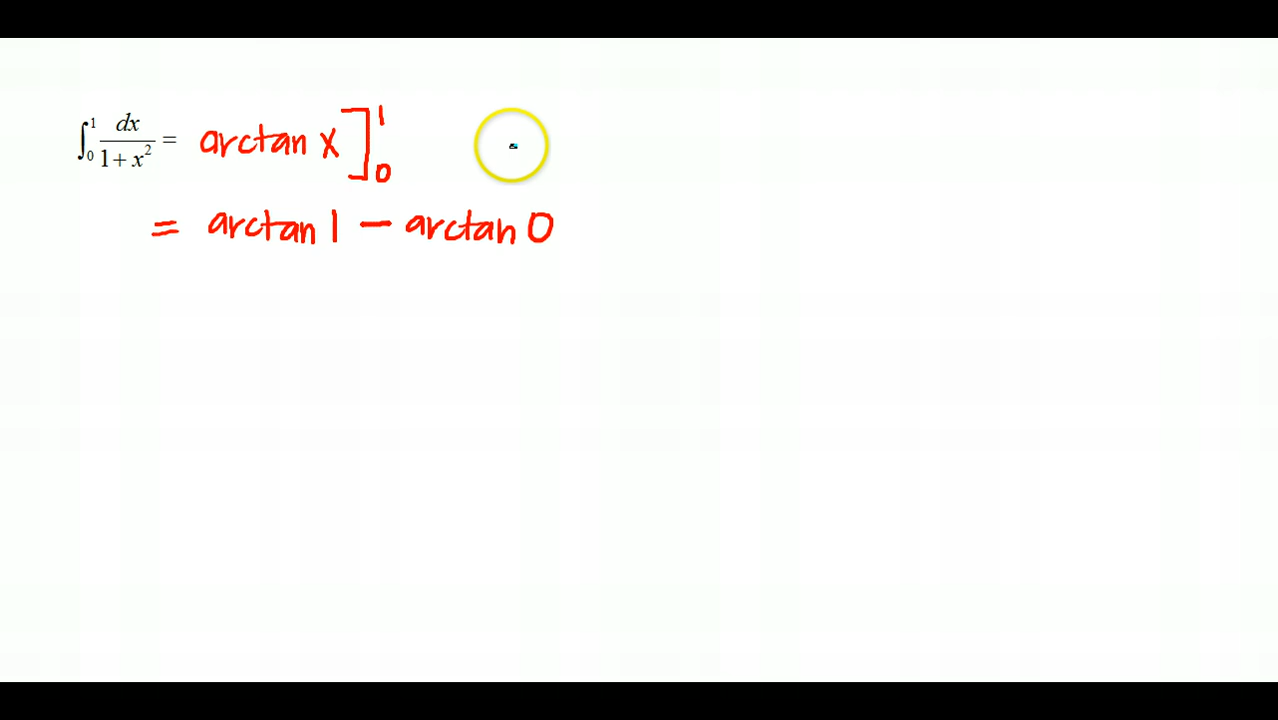 ∫₀¹ dx/(1 + x²) = arctan x]₀¹
= arctan 1 − arctan 0